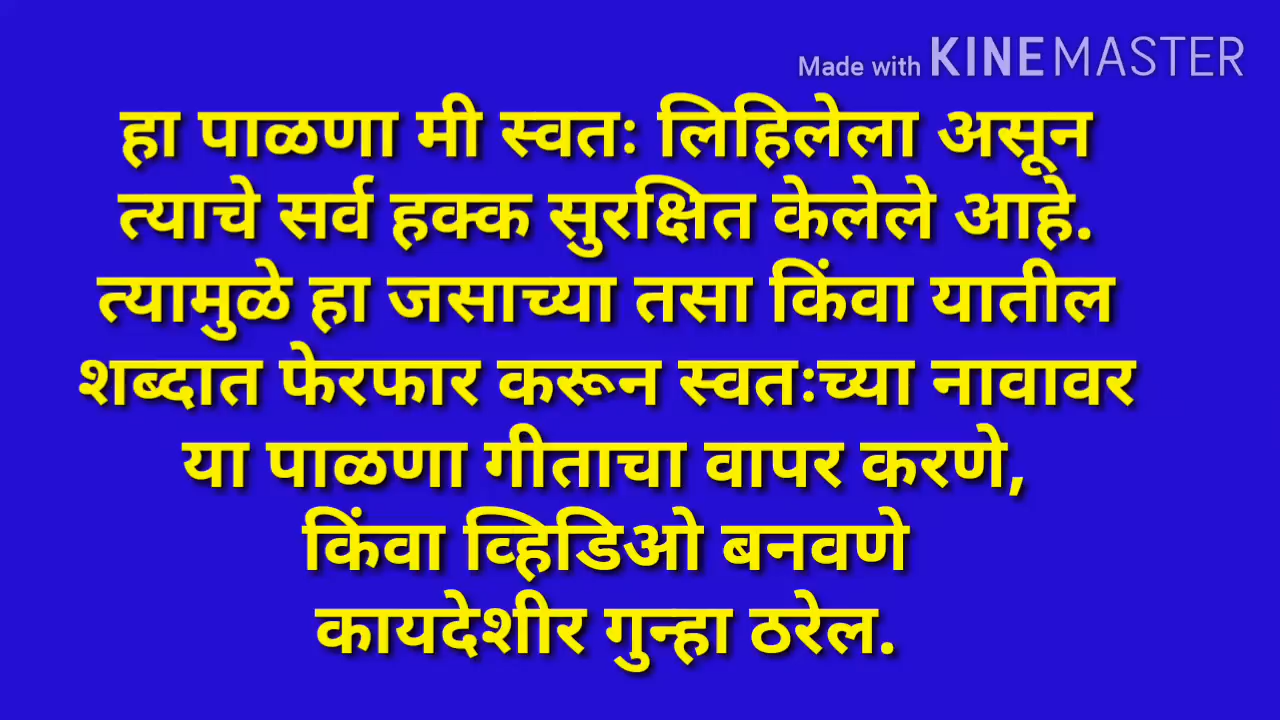 Made with KINEMASTER
हा पाळणा मी स्वतः लिहिलेला असून
त्याचे सर्व हक्क सुरक्षित केलेले आहे.
त्यामुळे हा जसाच्या तसा किंवा यातील
शब्दात फेरफार करून स्वतःच्या नावावर
या पाळणा गीताचा वापर करणे,
किंवा व्हिडिओ बनवणे
कायदेशीर गुन्हा ठरेल.